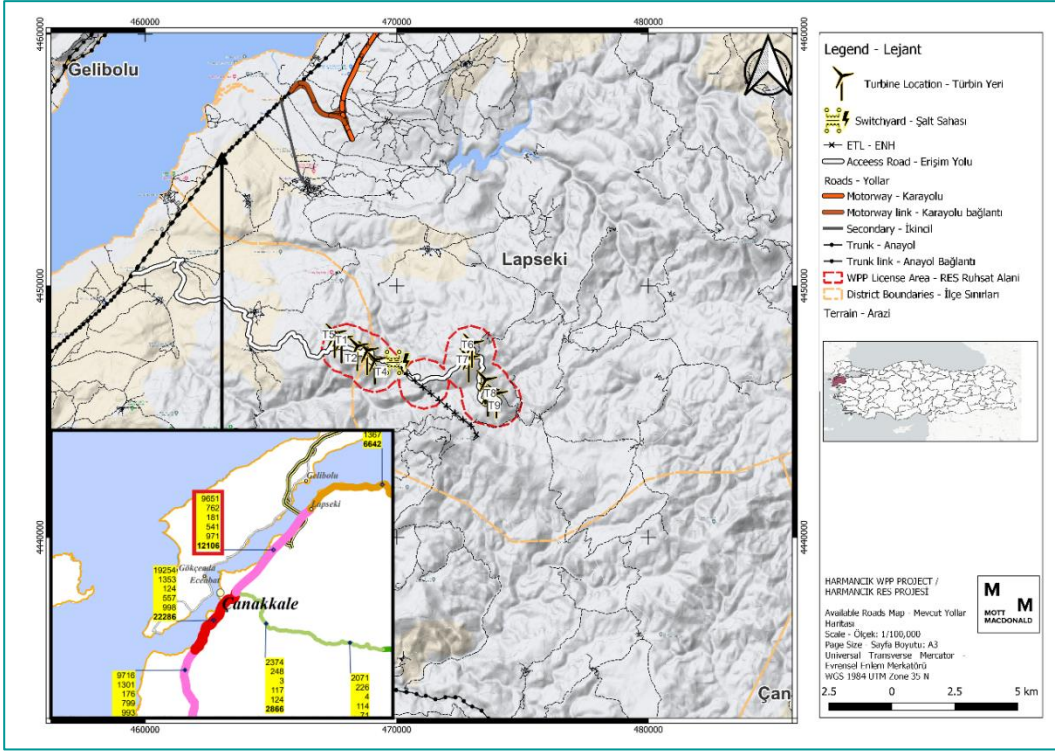 460000 470000 480000
4460000 4460000
Gelibolu
Lapseki
4450000 4450000
T5
T1
T2
T4
T6
T7
T8
T9
4440000
Çan
460000 470000 480000
1367
6642
Gelibolu
Lapseki
9651
762
181
541
971
12106
19254
1353
124
557
998
22286
Eceabat
Çanakkale
9716
1301
176
799
993
2374
248
3
117
124
2866
2071
226
4
114
71
Legend - Lejant
Turbine Location - Türbin Yeri
Switchyard - Şalt Sahası
ETL - ENH
Acceess Road - Erişim Yolu
Roads - Yollar
Motorway - Karayolu
Motorway link - Karayolu bağlantı
Secondary - İkincil
Trunk - Anayol
Trunk link - Anayol Bağlantı
WPP License Area - RES Ruhsat Alani
District Boundaries - İlçe Sınırları
Terrain - Arazi
HARMANCIK WPP PROJECT /
HARMANCIK RES PROJESİ
Available Roads Map - Mevcut Yollar
Haritası
Scale - Ölçek: 1/100,000
Page Size - Sayfa Boyutu: A3
Universal Transverse Mercator -
Evrensel Enlem Merkatörü
WGS 1984 UTM Zone 35 N
M
M
MOTT
MACDONALD
2.5 0 2.5 5 km